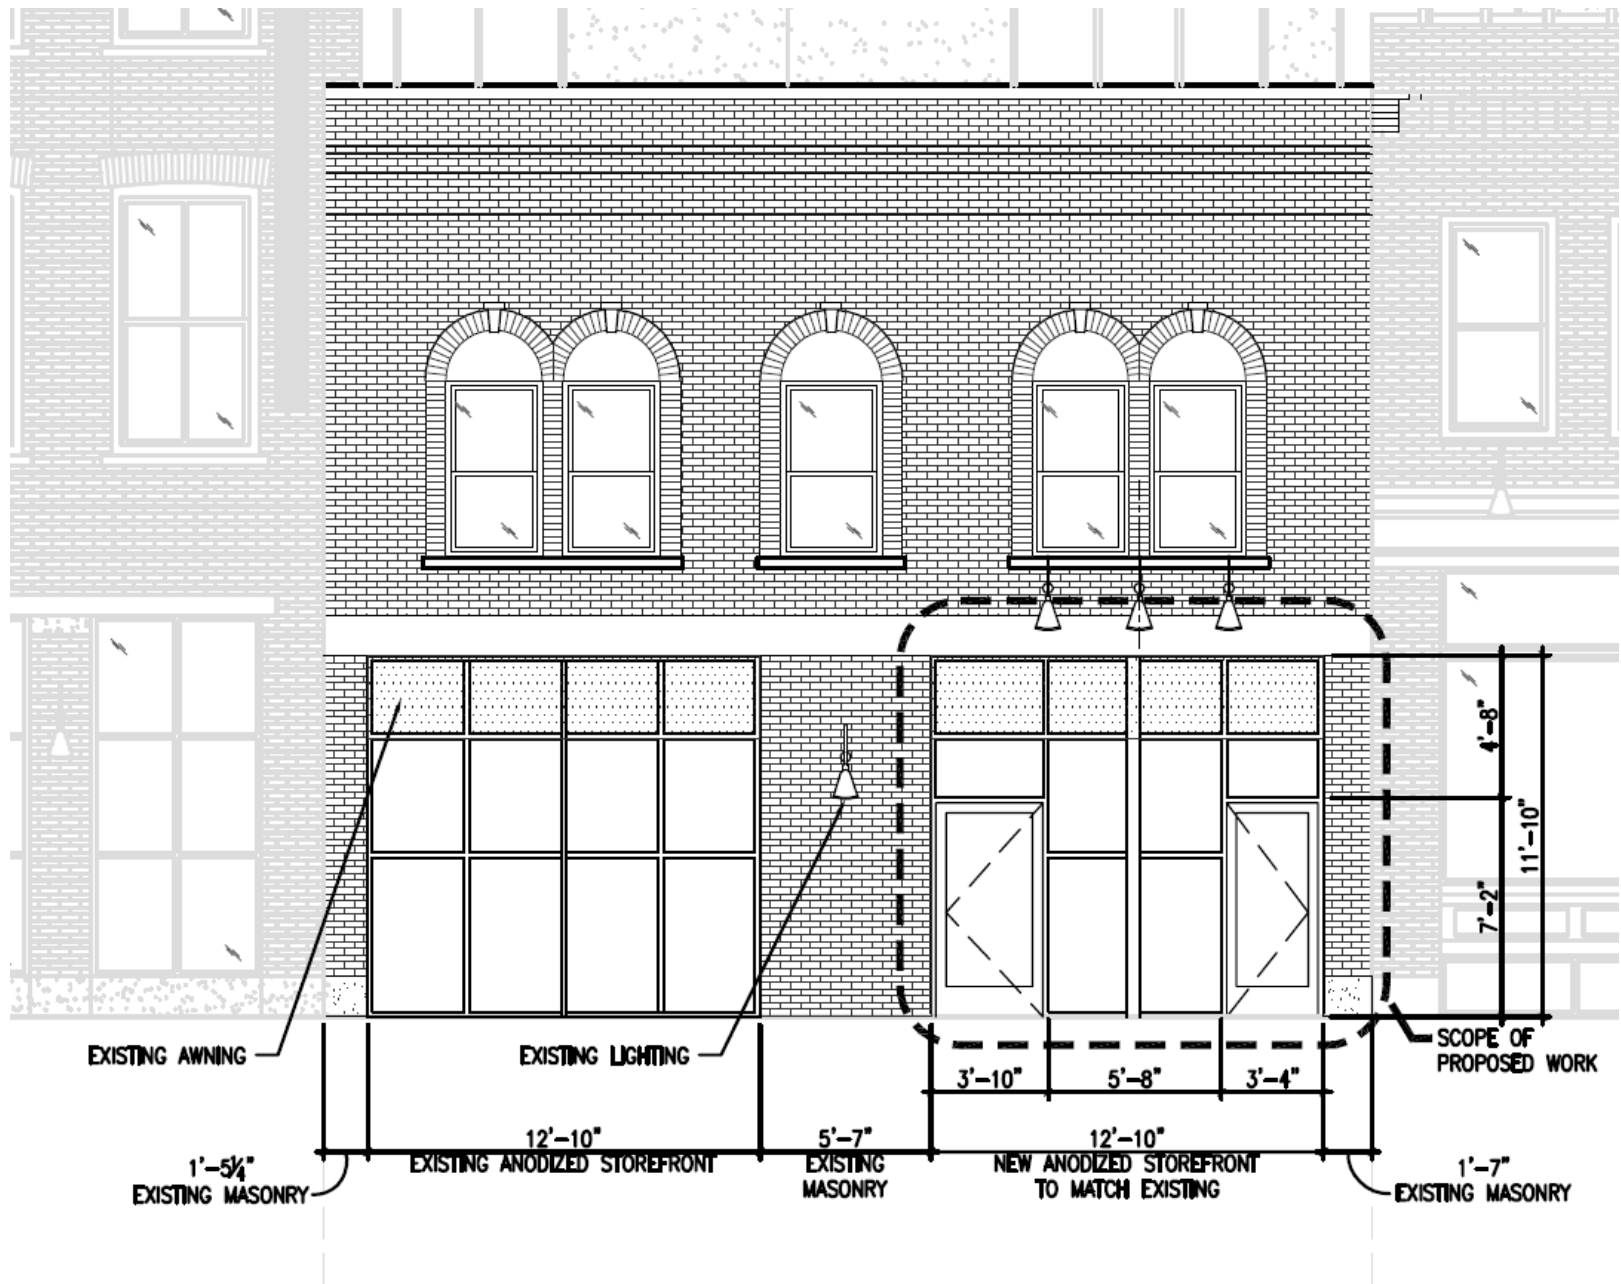 4'-8"
11'-10"
7'-2"
EXISTING AWNING
EXISTING LIGHTING
SCOPE OF
PROPOSED WORK
3'-10"
5'-8"
3'-4"
12'-10"
EXISTING ANODIZED STOREFRONT
5'-7"
EXISTING
MASONRY
12'-10"
NEW ANODIZED STOREFRONT
TO MATCH EXISTING
1'-5¼"
EXISTING MASONRY
1'-7"
EXISTING MASONRY